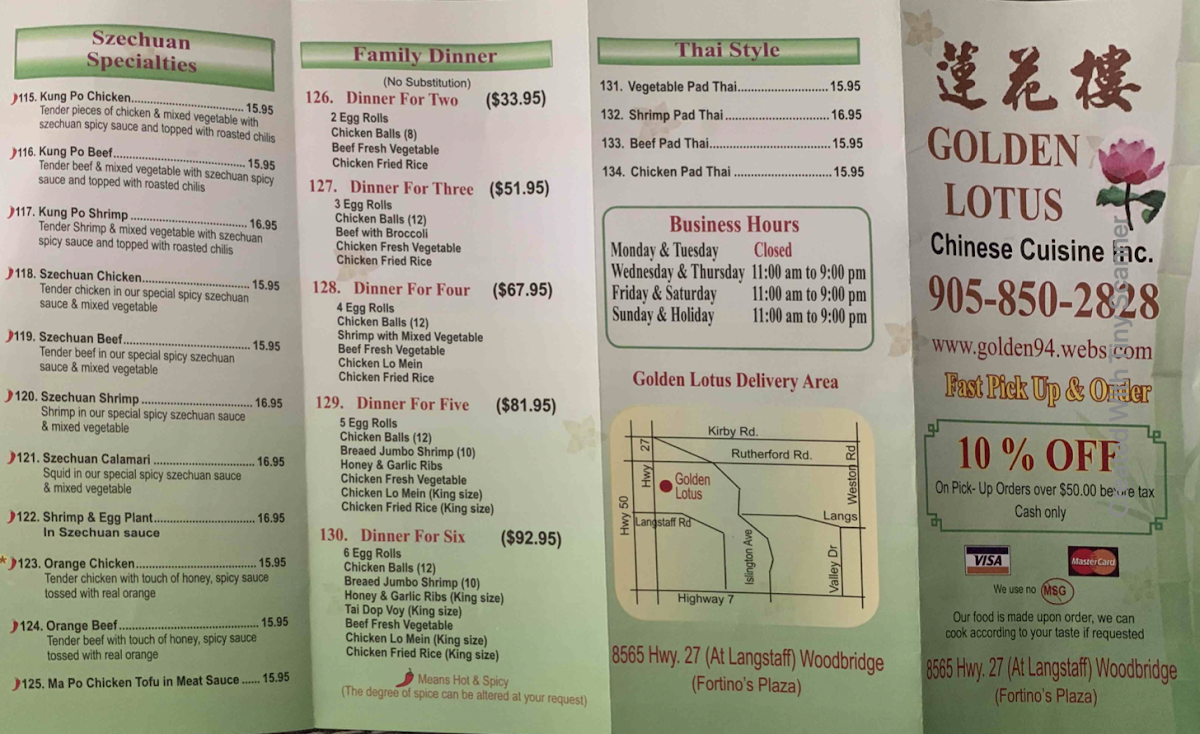 Szechuan
Specialties
115. Kung Po Chicken.......................... 15.95
Tender pieces of chicken & mixed vegetable with
szechuan spicy sauce and topped with roasted chilis
116. Kung Po Beef............................... 15.95
Tender beef & mixed vegetable with szechuan spicy
sauce and topped with roasted chilis
117. Kung Po Shrimp ........................... 16.95
Tender Shrimp & mixed vegetable with szechuan
spicy sauce and topped with roasted chilis
118. Szechuan Chicken......................... 15.95
Tender chicken in our special spicy szechuan
sauce & mixed vegetable
119. Szechuan Beef.............................. 15.95
Tender beef in our special spicy szechuan
sauce & mixed vegetable
120. Szechuan Shrimp .......................... 16.95
Shrimp in our special spicy szechuan sauce
& mixed vegetable
121. Szechuan Calamari ........................ 16.95
Squid in our special spicy szechuan sauce
& mixed vegetable
122. Shrimp & Egg Plant........................ 16.95
In Szechuan sauce
*123. Orange Chicken............................ 15.95
Tender chicken with touch of honey, spicy sauce
tossed with real orange
124. Orange Beef................................. 15.95
Tender beef with touch of honey, spicy sauce
tossed with real orange
125. Ma Po Chicken Tofu in Meat Sauce ...... 15.95
Family Dinner
(No Substitution)
126. Dinner For Two ($33.95)
2 Egg Rolls
Chicken Balls (8)
Beef Fresh Vegetable
Chicken Fried Rice
127. Dinner For Three ($51.95)
3 Egg Rolls
Chicken Balls (12)
Beef with Broccoli
Chicken Fresh Vegetable
Chicken Fried Rice
128. Dinner For Four ($67.95)
4 Egg Rolls
Chicken Balls (12)
Shrimp with Mixed Vegetable
Beef Fresh Vegetable
Chicken Lo Mein
Chicken Fried Rice
129. Dinner For Five ($81.95)
5 Egg Rolls
Chicken Balls (12)
Breaed Jumbo Shrimp (10)
Honey & Garlic Ribs
Chicken Fresh Vegetable
Chicken Lo Mein (King size)
Chicken Fried Rice (King size)
130. Dinner For Six ($92.95)
6 Egg Rolls
Chicken Balls (12)
Breaed Jumbo Shrimp (10)
Honey & Garlic Ribs (King size)
Tai Dop Voy (King size)
Beef Fresh Vegetable
Chicken Lo Mein (King size)
Chicken Fried Rice (King size)
Means Hot & Spicy
(The degree of spice can be altered at your request)
Thai Style
131. Vegetable Pad Thai....................... 15.95
132. Shrimp Pad Thai .......................... 16.95
133. Beef Pad Thai.............................. 15.95
134. Chicken Pad Thai ........................ 15.95
Business Hours
Monday & Tuesday Closed
Wednesday & Thursday 11:00 am to 9:00 pm
Friday & Saturday 11:00 am to 9:00 pm
Sunday & Holiday 11:00 am to 9:00 pm
Golden Lotus Delivery Area
Kirby Rd.
Rutherford Rd.
Hwy 27
Weston Rd
Golden
Lotus
Hwy 50
Langstaff Rd
Langs
Islington Ave
Valley Dr
Highway 7
8565 Hwy. 27 (At Langstaff) Woodbridge
(Fortino's Plaza)
蓮花樓
GOLDEN
LOTUS
Chinese Cuisine Inc.
905-850-2828
www.golden94.webs.com
Fast Pick Up & Order
10 % OFF
On Pick- Up Orders over $50.00 before tax
Cash only
VISA
MasterCard
We use no MSG
Our food is made upon order, we can
cook according to your taste if requested
8565 Hwy. 27 (At Langstaff) Woodbridge
(Fortino's Plaza)
with Tiny Scanner